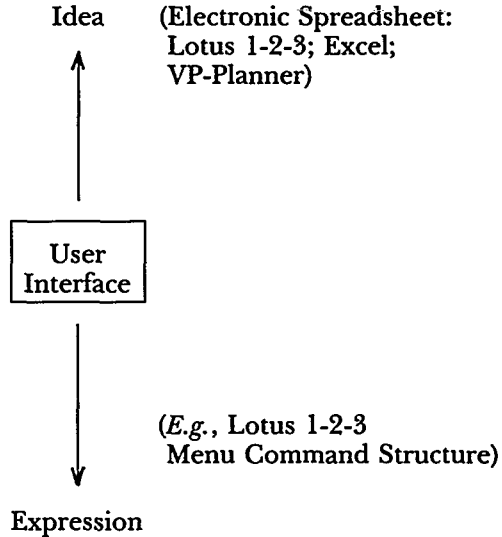 Idea (Electronic Spreadsheet:
Lotus 1-2-3; Excel;
VP-Planner)
User
Interface
(E.g., Lotus 1-2-3
Menu Command Structure)
Expression